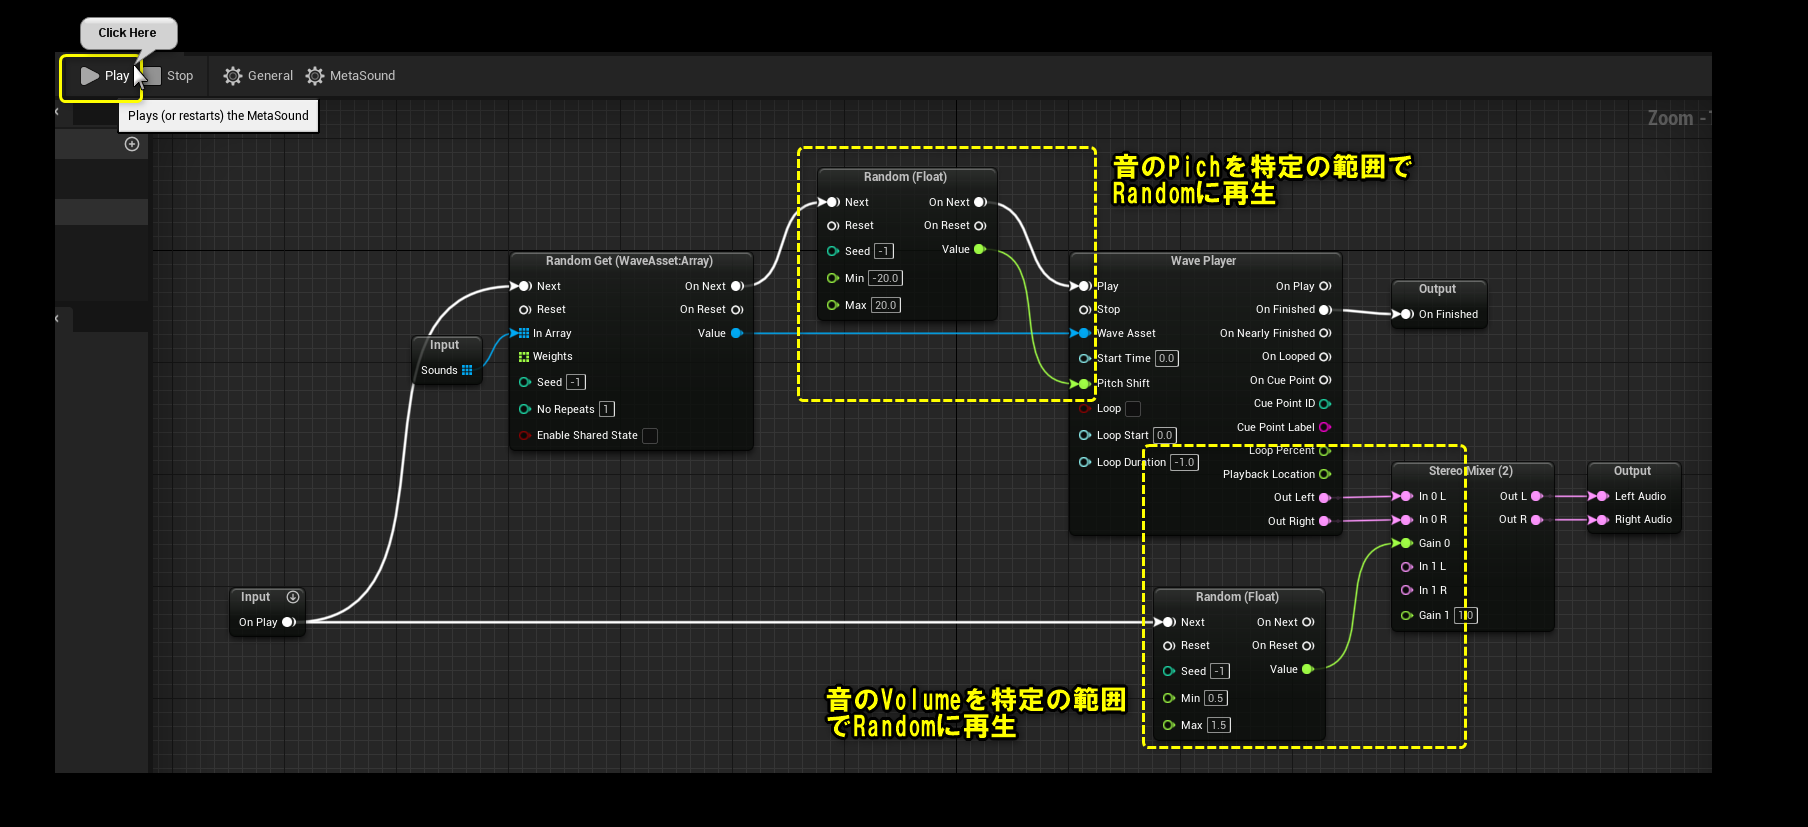 Click Here
Play
Stop
General
MetaSound
Plays (or restarts) the MetaSound
Zoom -
音のPichを特定の範囲で
Randomに再生
Random (Float)
Next
On Next
Reset
On Reset
Seed -1
Value
Min -20.0
Max 20.0
Random Get (WaveAsset:Array)
Next
On Next
Reset
On Reset
In Array
Value
Weights
Seed -1
No Repeats 1
Enable Shared State
Input
Sounds
Wave Player
Play
On Play
Stop
On Finished
Wave Asset
On Nearly Finished
Start Time 0.0
On Looped
Pitch Shift
On Cue Point
Loop
Cue Point ID
Loop Start 0.0
Cue Point Label
Loop Percent
Loop Duration -1.0
Playback Location
Out Left
Out Right
Output
On Finished
Stereo Mixer (2)
In 0 L
Out L
In 0 R
Out R
Gain 0
In 1 L
In 1 R
Gain 1 1.0
Output
Left Audio
Right Audio
Input
On Play
Random (Float)
Next
On Next
Reset
On Reset
Seed -1
Value
Min 0.5
Max 1.5
音のVolumeを特定の範囲
でRandomに再生